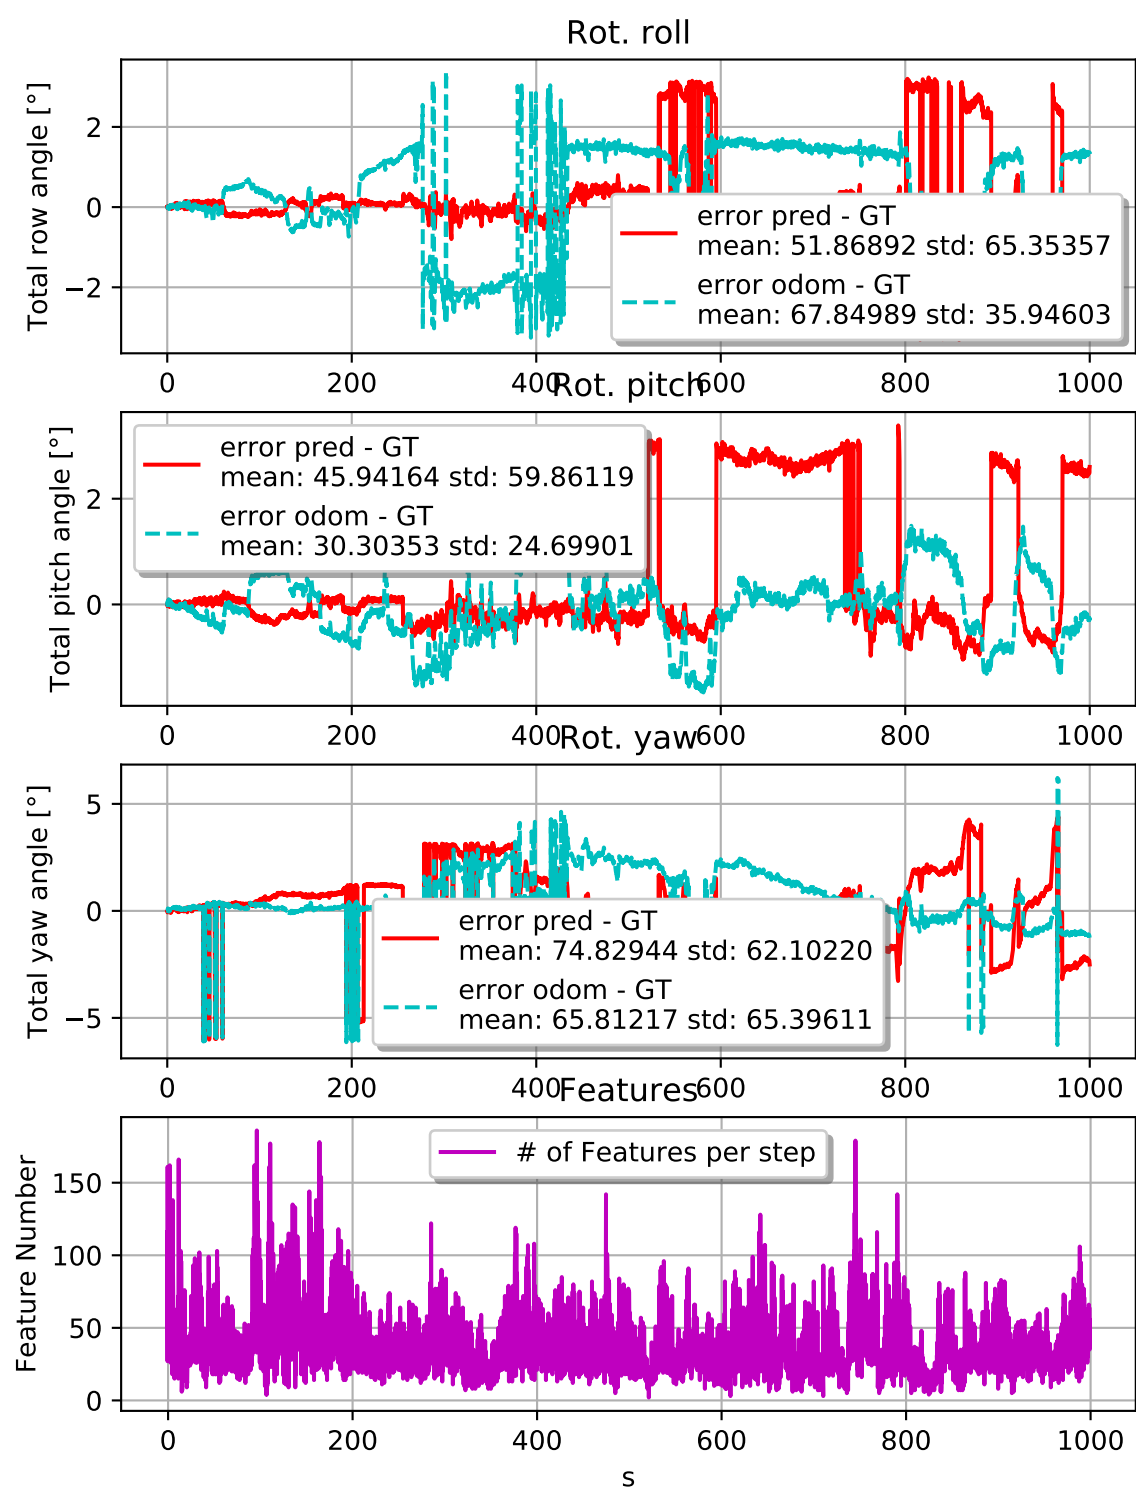 Rot. roll
Total row angle [°]
2
0
−2
error pred - GT
mean: 51.86892 std: 65.35357
error odom - GT
mean: 67.84989 std: 35.94603
0 200 400 600 800 1000
Rot. pitch
Total pitch angle [°]
2
0
error pred - GT
mean: 45.94164 std: 59.86119
error odom - GT
mean: 30.30353 std: 24.69901
0 200 400 600 800 1000
Rot. yaw
Total yaw angle [°]
5
0
−5
error pred - GT
mean: 74.82944 std: 62.10220
error odom - GT
mean: 65.81217 std: 65.39611
0 200 400 600 800 1000
Features
Feature Number
150
100
50
0
# of Features per step
0 200 400 600 800 1000
s